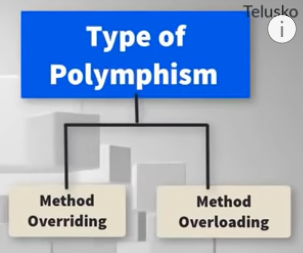 Telusko
Type of
Polymphism
Method
Overriding
Method
Overloading